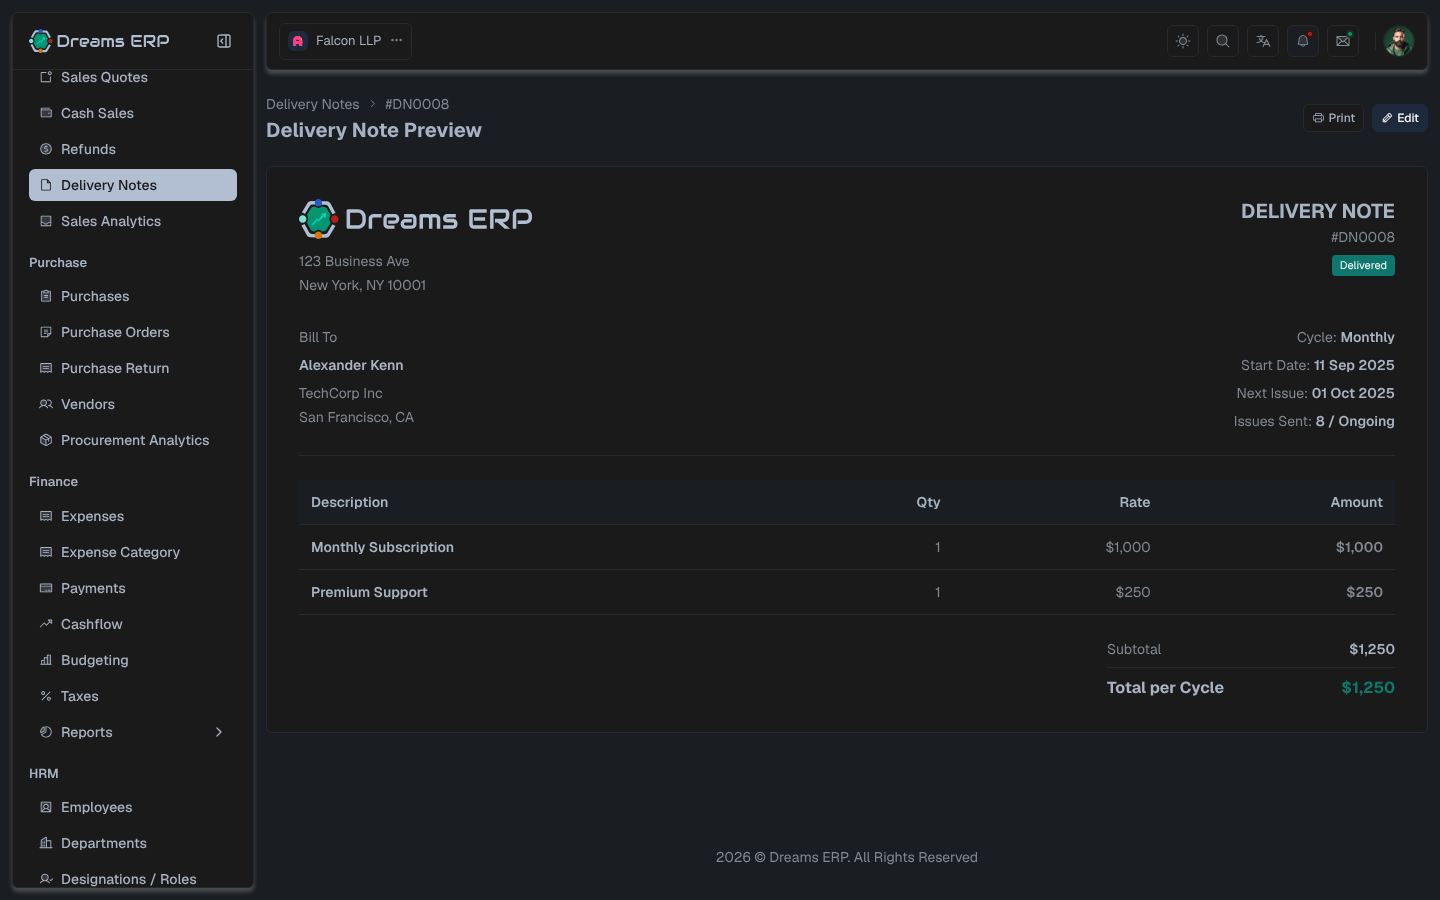 Dreams ERP
Sales Quotes
Cash Sales
Refunds
Delivery Notes
Sales Analytics
Purchase
Purchases
Purchase Orders
Purchase Return
Vendors
Procurement Analytics
Finance
Expenses
Expense Category
Payments
Cashflow
Budgeting
Taxes
Reports
HRM
Employees
Departments
Designations / Roles
Falcon LLP
Delivery Notes #DN0008
Delivery Note Preview
Print
Edit
Dreams ERP
123 Business Ave
New York, NY 10001
DELIVERY NOTE
#DN0008
Delivered
Bill To
Alexander Kenn
TechCorp Inc
San Francisco, CA
Cycle: Monthly
Start Date: 11 Sep 2025
Next Issue: 01 Oct 2025
Issues Sent: 8 / Ongoing
Description Qty Rate Amount
Monthly Subscription 1 $1,000 $1,000
Premium Support 1 $250 $250
Subtotal $1,250
Total per Cycle $1,250
2026 © Dreams ERP. All Rights Reserved